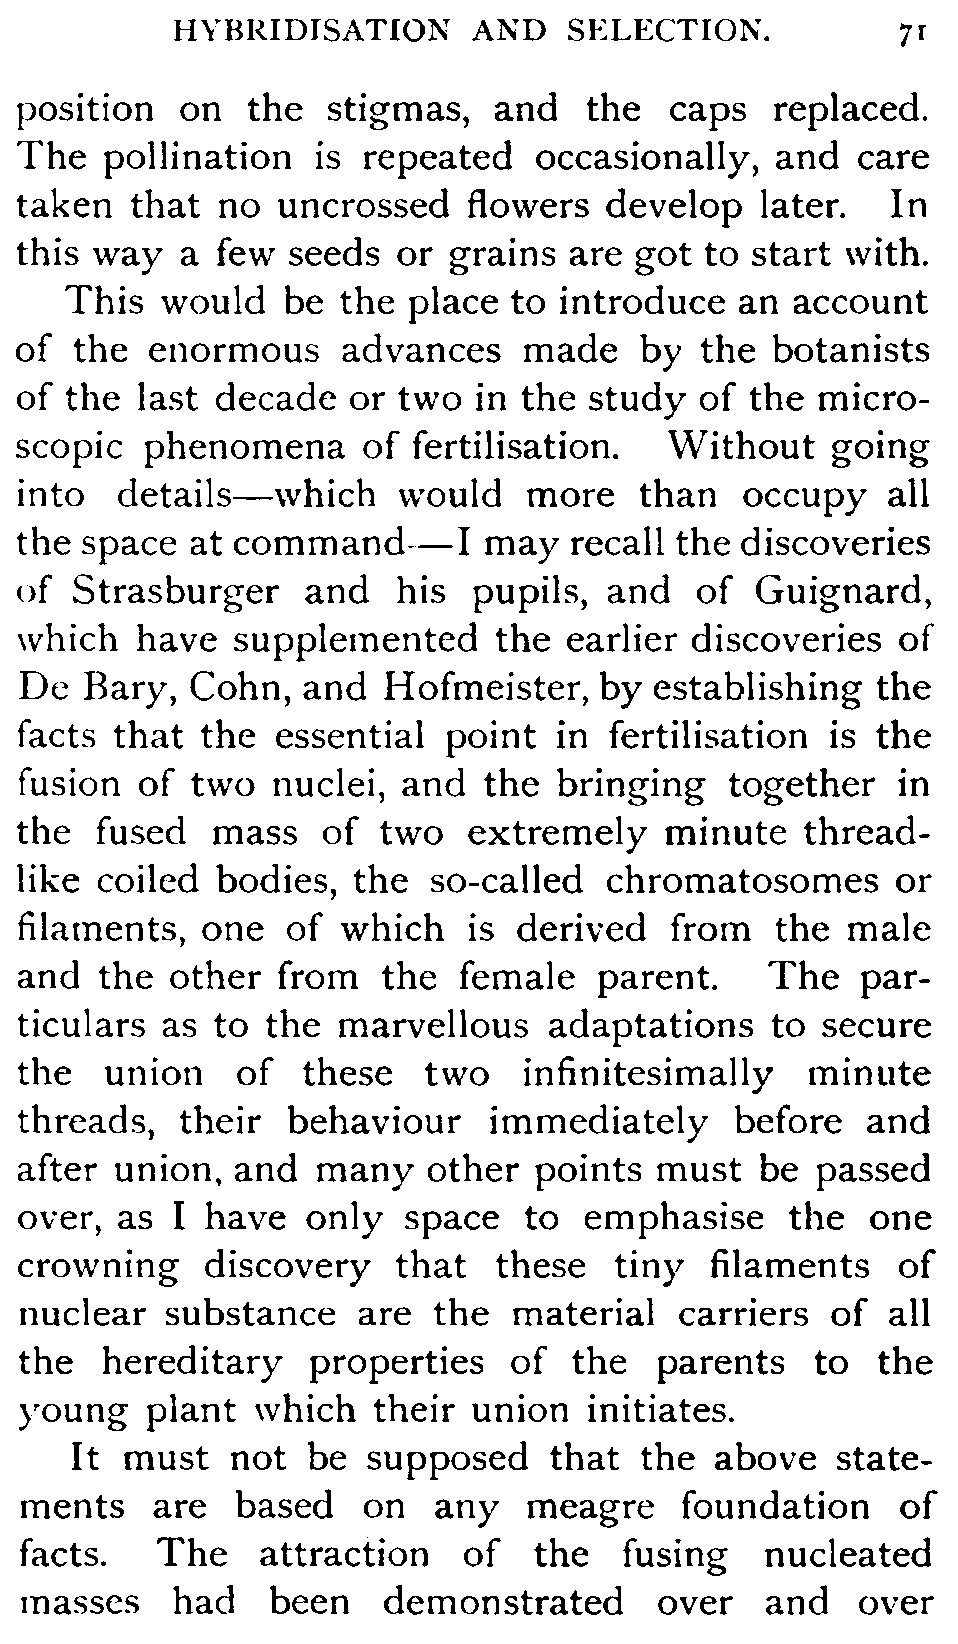 HYBRIDISATION AND SELECTION. 71
position on the stigmas, and the caps replaced.
The pollination is repeated occasionally, and care
taken that no uncrossed flowers develop later. In
this way a few seeds or grains are got to start with.
This would be the place to introduce an account
of the enormous advances made by the botanists
of the last decade or two in the study of the micro-
scopic phenomena of fertilisation. Without going
into details—which would more than occupy all
the space at command—I may recall the discoveries
of Strasburger and his pupils, and of Guignard,
which have supplemented the earlier discoveries of
De Bary, Cohn, and Hofmeister, by establishing the
facts that the essential point in fertilisation is the
fusion of two nuclei, and the bringing together in
the fused mass of two extremely minute thread-
like coiled bodies, the so-called chromatosomes or
filaments, one of which is derived from the male
and the other from the female parent. The par-
ticulars as to the marvellous adaptations to secure
the union of these two infinitesimally minute
threads, their behaviour immediately before and
after union, and many other points must be passed
over, as I have only space to emphasise the one
crowning discovery that these tiny filaments of
nuclear substance are the material carriers of all
the hereditary properties of the parents to the
young plant which their union initiates.
It must not be supposed that the above state-
ments are based on any meagre foundation of
facts. The attraction of the fusing nucleated
masses had been demonstrated over and over